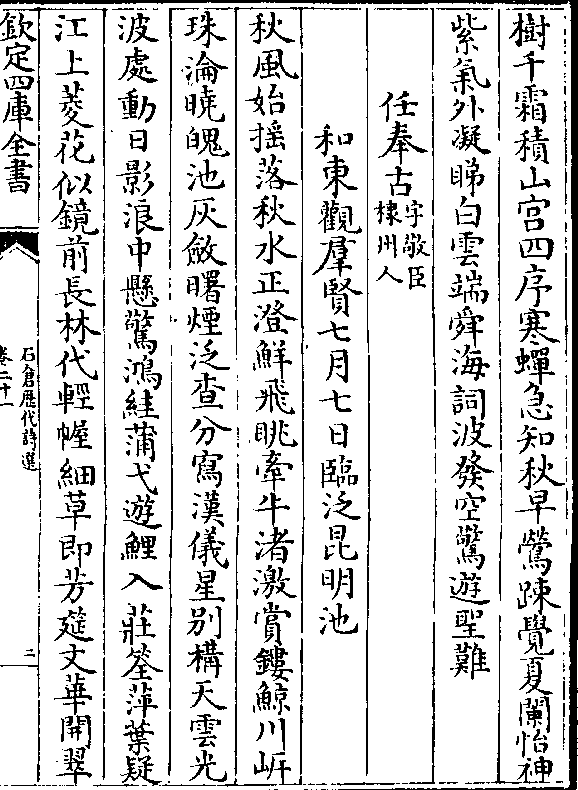 樹千霜積山宫四序寒蟬急知秋早鶯踈覺夏闌怡神
紫氣外凝睇白雲端舜海詞波發空驚遊聖難
任奉古字敬臣棣州人
和東觀羣賢七月七日臨泛昆明池
秋風始揺落秋水正澄鮮飛眺牽牛渚激賞鏤鯨川岍
珠淪曉魄池灰斂曙煙泛查分寫漢儀星别構天雲光
波處動日影浪中懸驚鴻絓蒲弋遊鯉入莊筌萍葉疑
江上菱花似鏡前長林代輕幄細草即芳筵文華開翠
欽定四庫全書
石倉歴代詩選
卷二十一
二